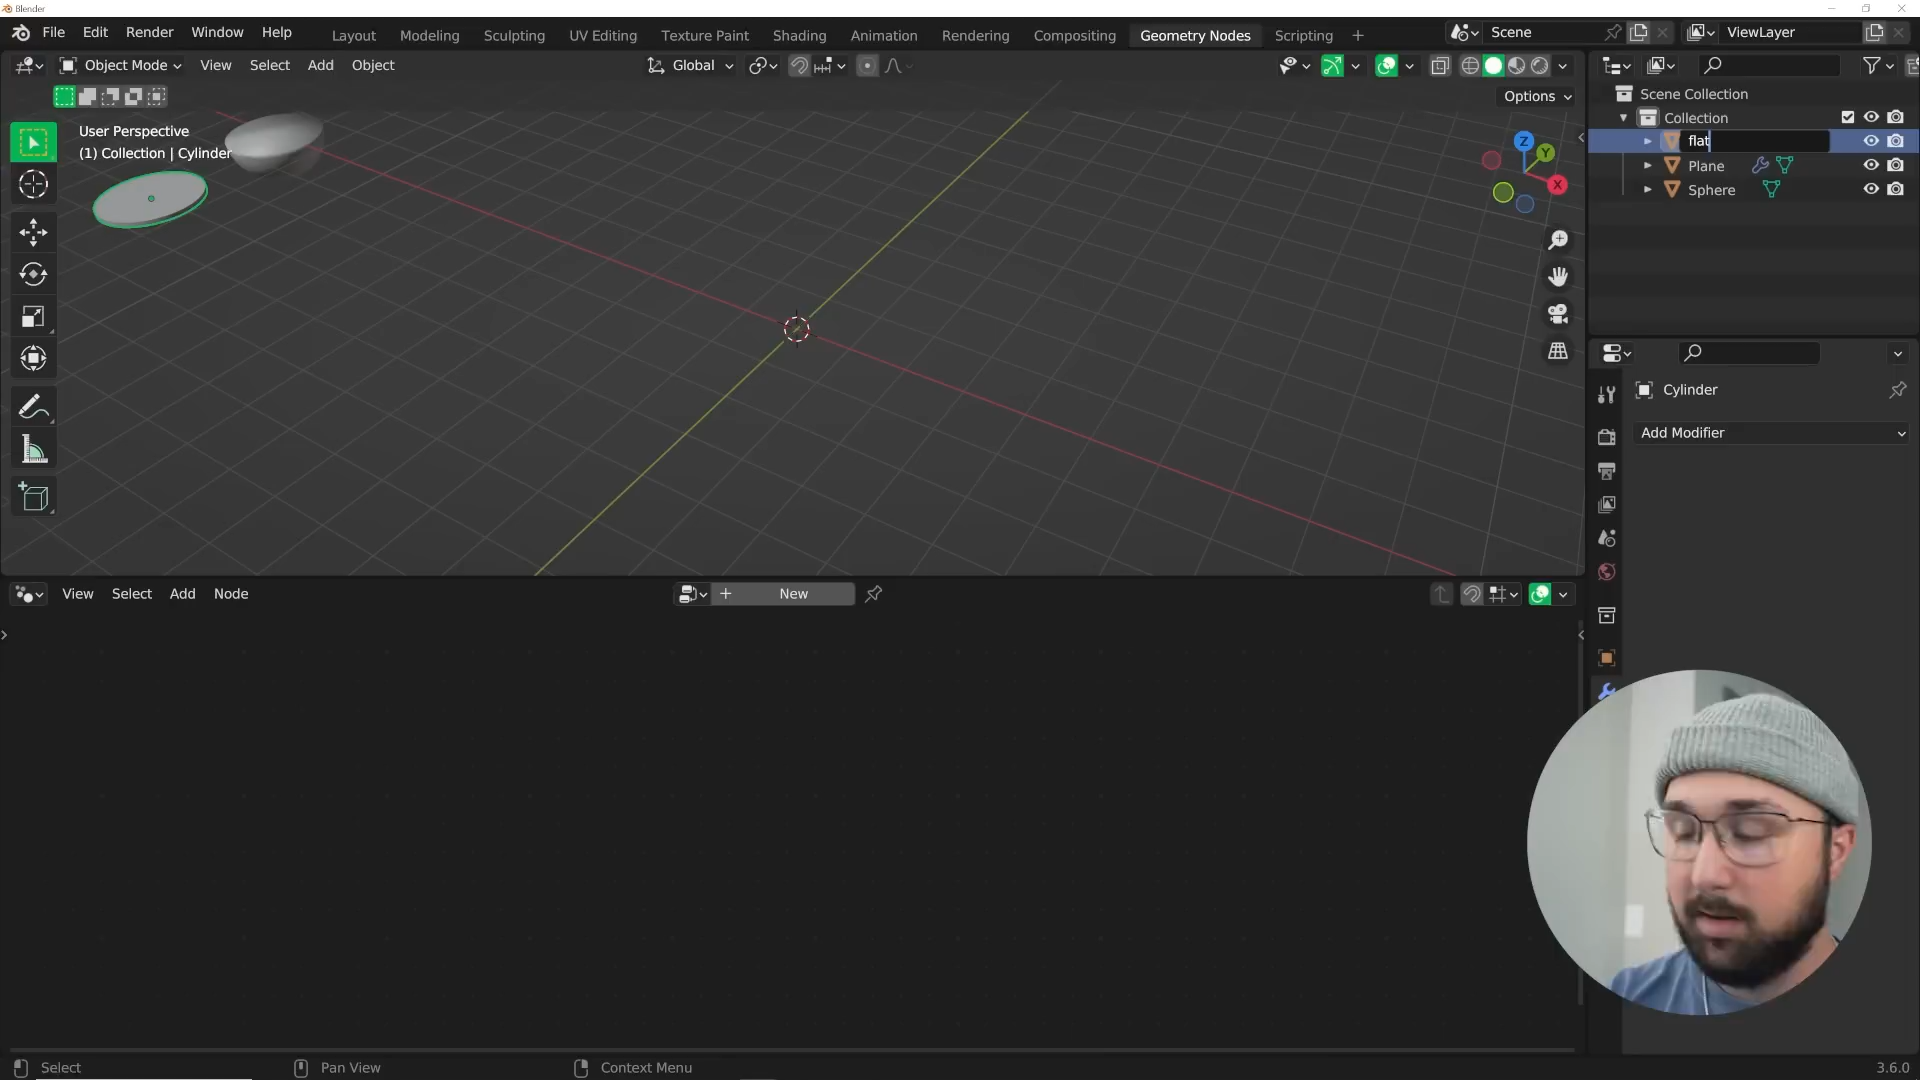 Blender
File Edit Render Window Help Layout Modeling Sculpting UV Editing Texture Paint Shading Animation Rendering Compositing Geometry Nodes Scripting + Scene ViewLayer
Object Mode View Select Add Object Global
Options
User Perspective
(1) Collection | Cylinder
Z
Y
X
Scene Collection
Collection
flat
Plane
Sphere
Cylinder
Add Modifier
View Select Add Node + New
Select Pan View Context Menu 3.6.0